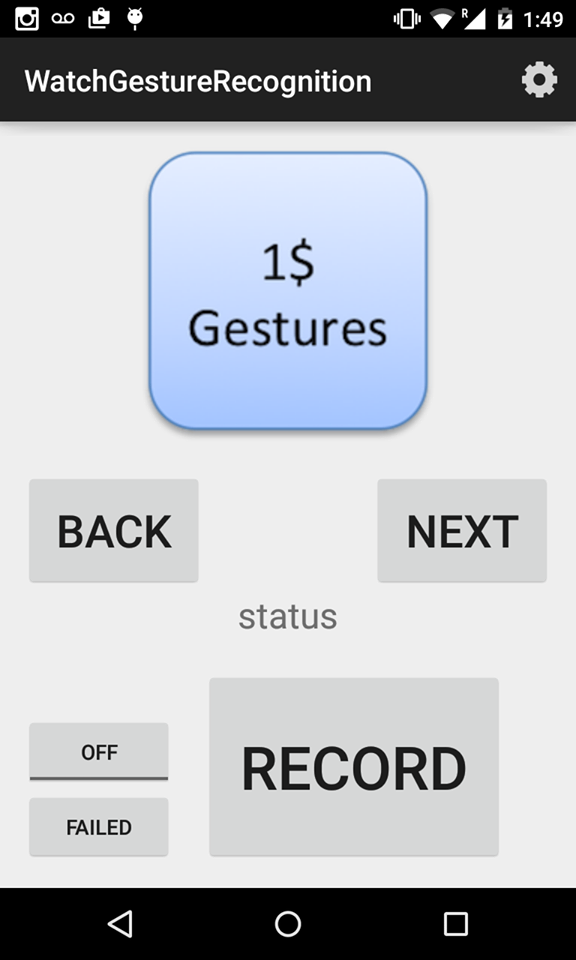 R
1:49
WatchGestureRecognition
1$
Gestures
BACK
NEXT
status
OFF
FAILED
RECORD